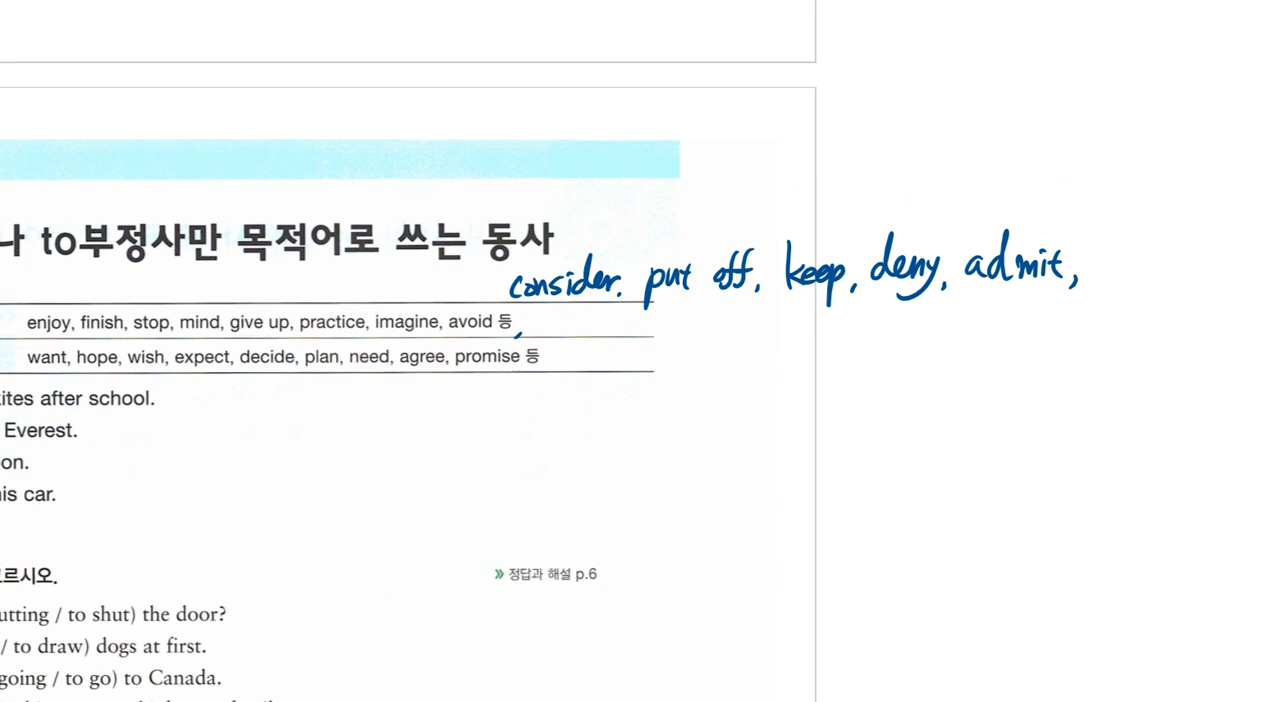 나 to부정사만 목적어로 쓰는 동사
consider, put off, keep, deny, admit,
enjoy, finish, stop, mind, give up, practice, imagine, avoid 등
want, hope, wish, expect, decide, plan, need, agree, promise 등
ites after school.
Everest.
on.
is car.
르시오.
» 정답과 해설 p.6
utting / to shut) the door?
/ to draw) dogs at first.
going / to go) to Canada.